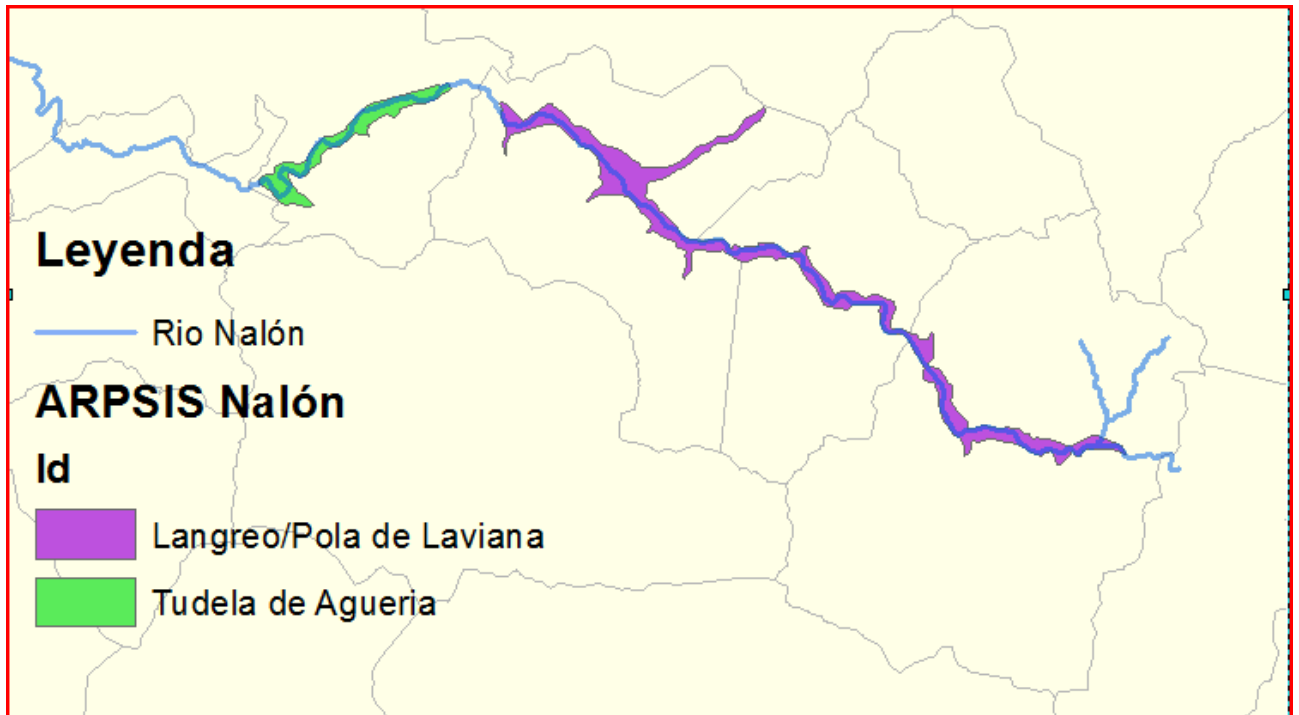 Leyenda
Rio Nalón
ARPSIS Nalón
Id
Langreo/Pola de Laviana
Tudela de Agueria